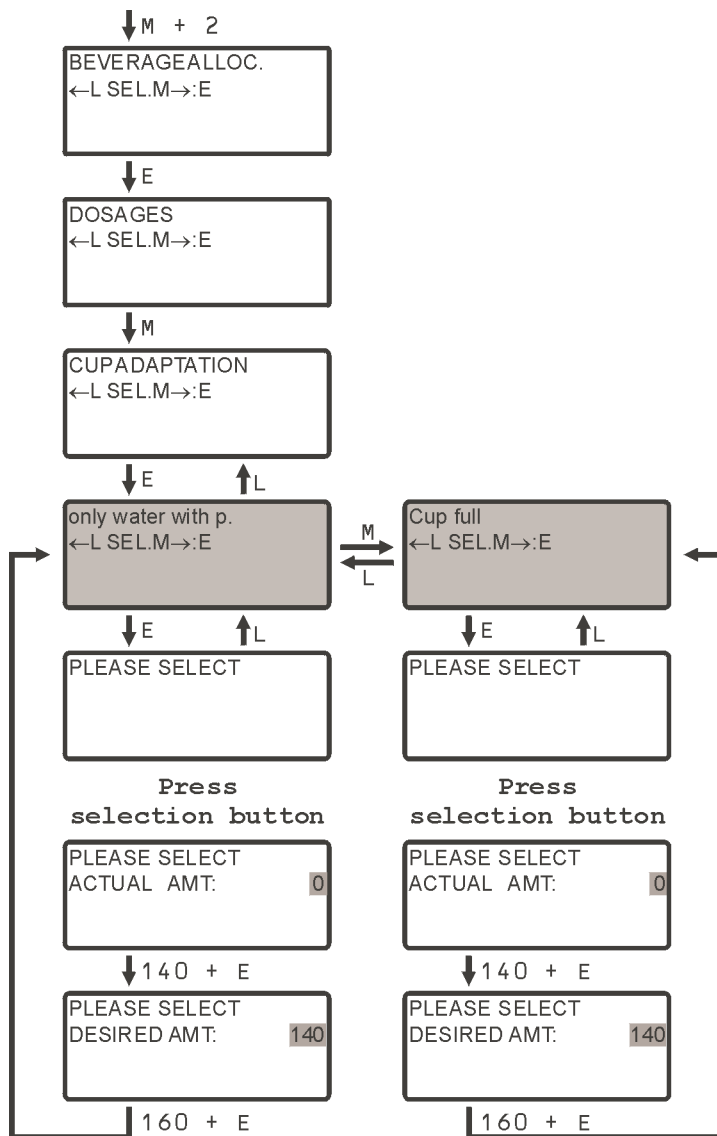 M + 2
BEVERAGEALLOC.
←L SEL.M→:E
E
DOSAGES
←L SEL.M→:E
M
CUPADAPTATION
←L SEL.M→:E
E L
only water with p.
←L SEL.M→:E
M
L
Cup full
←L SEL.M→:E
E L
E L
PLEASE SELECT
PLEASE SELECT
Press
selection button
Press
selection button
PLEASE SELECT
ACTUAL AMT: 0
PLEASE SELECT
ACTUAL AMT: 0
140 + E
140 + E
PLEASE SELECT
DESIRED AMT: 140
PLEASE SELECT
DESIRED AMT: 140
160 + E
160 + E